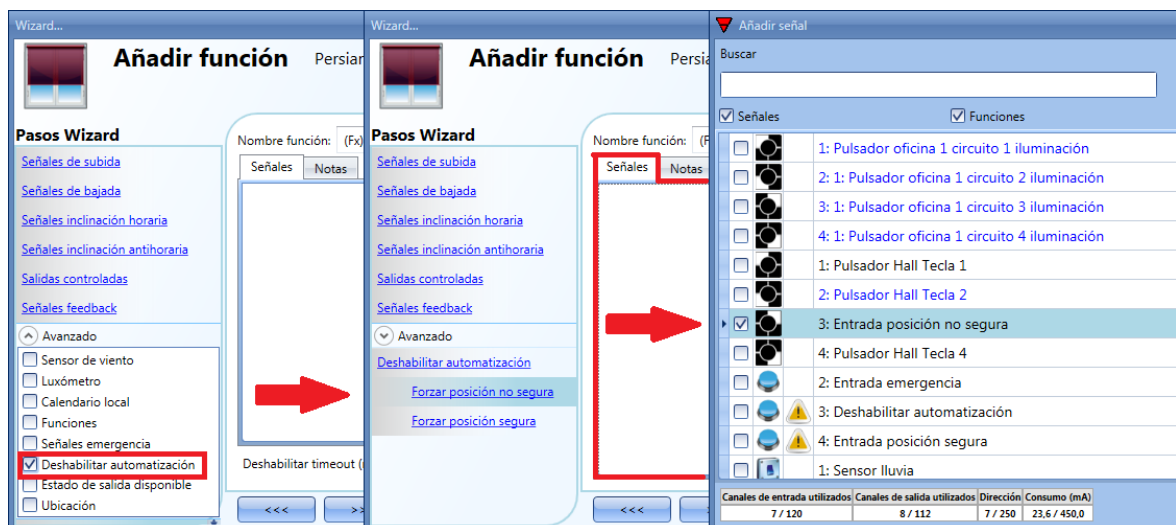 Wizard...
Añadir función Persian
Pasos Wizard
Señales de subida
Señales de bajada
Señales inclinación horaria
Señales inclinación antihoraria
Salidas controladas
Señales feedback
Avanzado
Sensor de viento
Luxómetro
Calendario local
Funciones
Señales emergencia
Deshabilitar automatización
Estado de salida disponible
Ubicación
Nombre función: (Fx)
Señales Notas
Deshabilitar timeout (
<<< >>
Wizard...
Añadir función Persia
Pasos Wizard
Señales de subida
Señales de bajada
Señales inclinación horaria
Señales inclinación antihoraria
Salidas controladas
Señales feedback
Avanzado
Deshabilitar automatización
Forzar posición no segura
Forzar posición segura
Nombre función: (F
Señales Notas
<<<
Añadir señal
Buscar
Señales Funciones
1: Pulsador oficina 1 circuito 1 iluminación
2: 1: Pulsador oficina 1 circuito 2 iluminación
3: 1: Pulsador oficina 1 circuito 3 iluminación
4: 1: Pulsador oficina 1 circuito 4 iluminación
1: Pulsador Hall Tecla 1
2: Pulsador Hall Tecla 2
3: Entrada posición no segura
4: Pulsador Hall Tecla 4
2: Entrada emergencia
3: Deshabilitar automatización
4: Entrada posición segura
1: Sensor lluvia
Canales de entrada utilizados Canales de salida utilizados Dirección Consumo (mA)
7 / 120 8 / 112 7 / 250 23,6 / 450,0